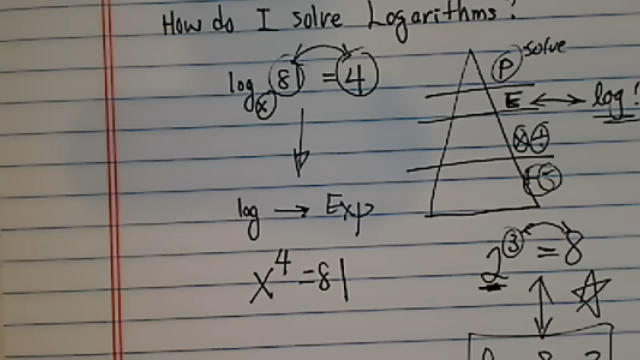 How do I solve Logarithms?
logₓ 81 = 4
log → Exp
x⁴ = 81
solve
P
E ↔ log
2³ = 8